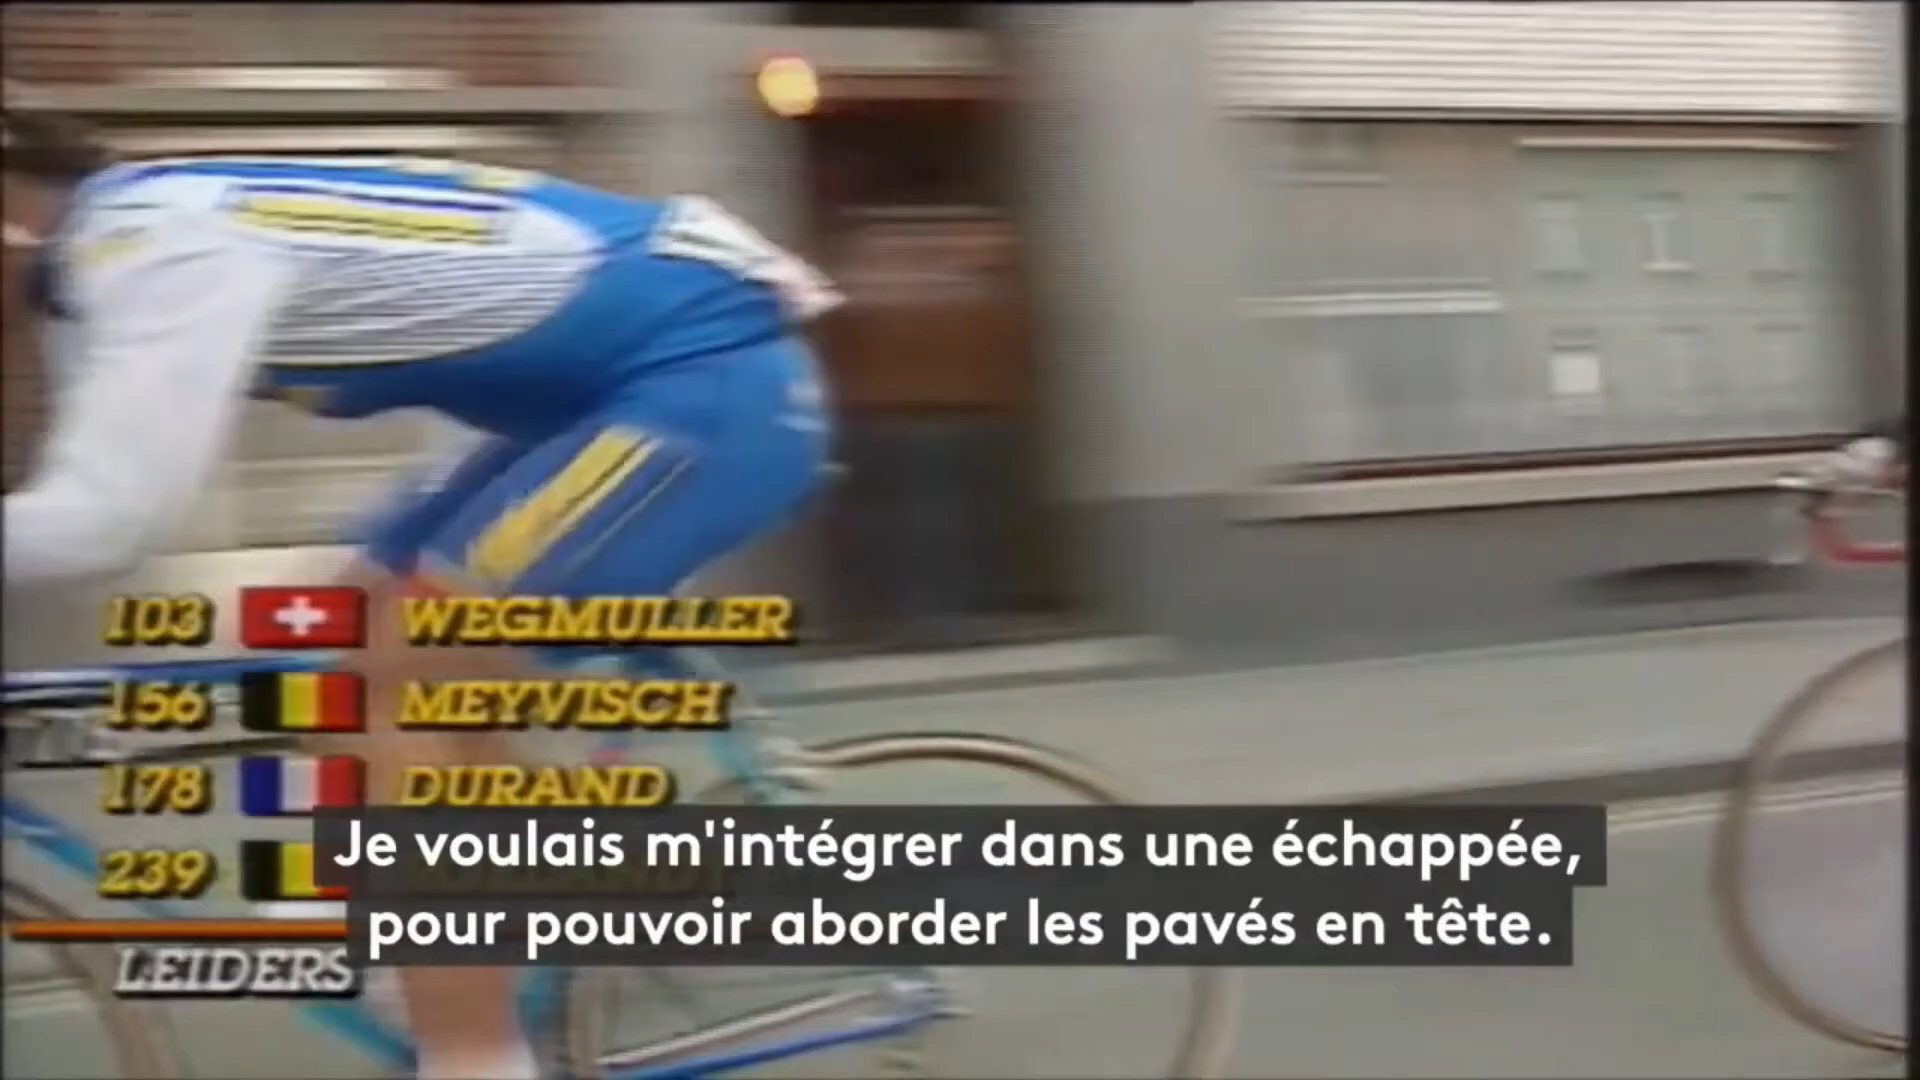 103 WEGMULLER
156 MEYVISCH
178 DURAND
239
Je voulais m'intégrer dans une échappée,
pour pouvoir aborder les pavés en tête.
LEIDERS